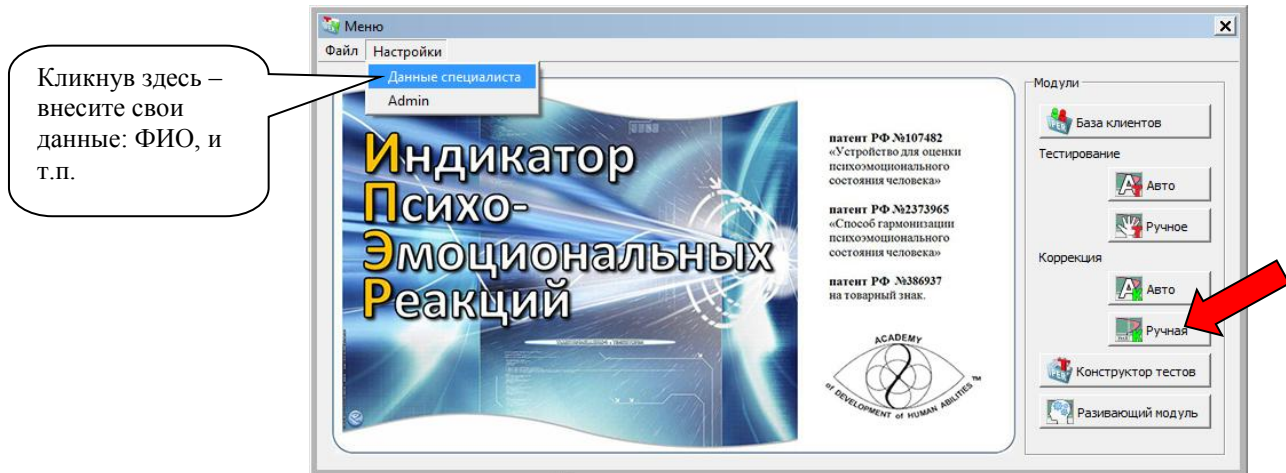 Кликнув здесь –
внесите свои
данные: ФИО, и
т.п.
Меню
Файл Настройки
Данные специалиста
Admin
Индикатор
Психо-
Эмоциональных
Реакций
патент РФ №107482
«Устройство для оценки
психоэмоционального
состояния человека»
патент РФ №2373965
«Способ гармонизации
психоэмоционального
состояния человека»
патент РФ №386937
на товарный знак.
ACADEMY
of DEVELOPMENT of HUMAN ABILITIES ™
Модули
База клиентов
Тестирование
Авто
Ручное
Коррекция
Авто
Ручная
Конструктор тестов
Разивающий модуль